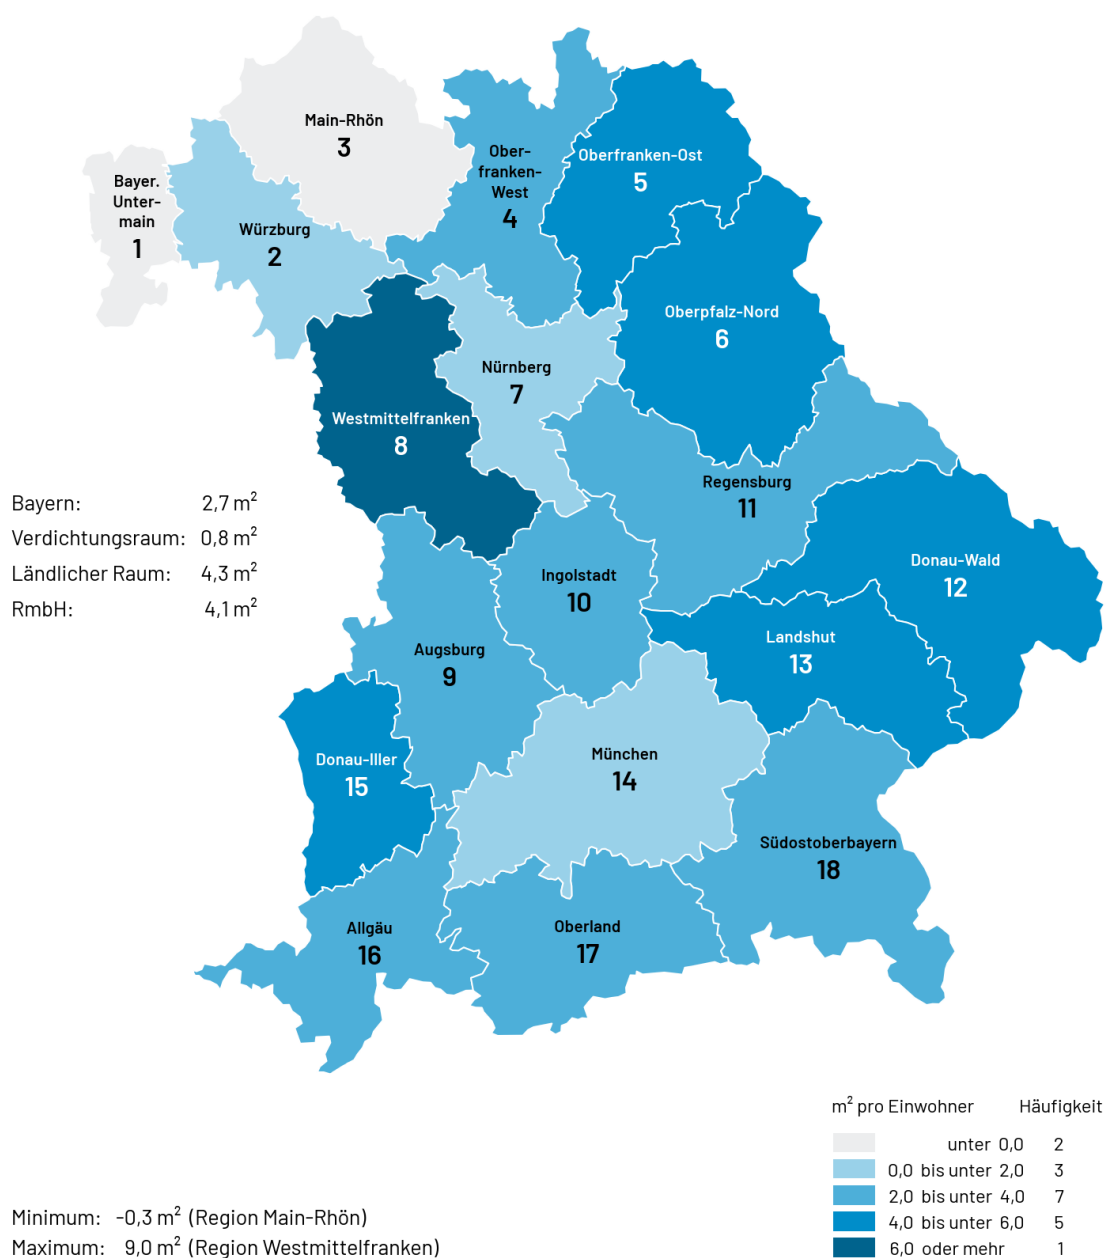 Main-Rhön
3
Ober-
franken-
West
4
Oberfranken-Ost
5
Bayer.
Unter-
main
1
Würzburg
2
Oberpfalz-Nord
6
Nürnberg
7
Westmittelfranken
8
Regensburg
11
Bayern: 2,7 m²
Verdichtungsraum: 0,8 m²
Ländlicher Raum: 4,3 m²
RmbH: 4,1 m²
Donau-Wald
12
Ingolstadt
10
Landshut
13
Augsburg
9
Donau-Iller
15
München
14
Südostoberbayern
18
Allgäu
16
Oberland
17
m² pro Einwohner Häufigkeit
unter 0,0 2
0,0 bis unter 2,0 3
2,0 bis unter 4,0 7
4,0 bis unter 6,0 5
6,0 oder mehr 1
Minimum: -0,3 m² (Region Main-Rhön)
Maximum: 9,0 m² (Region Westmittelfranken)